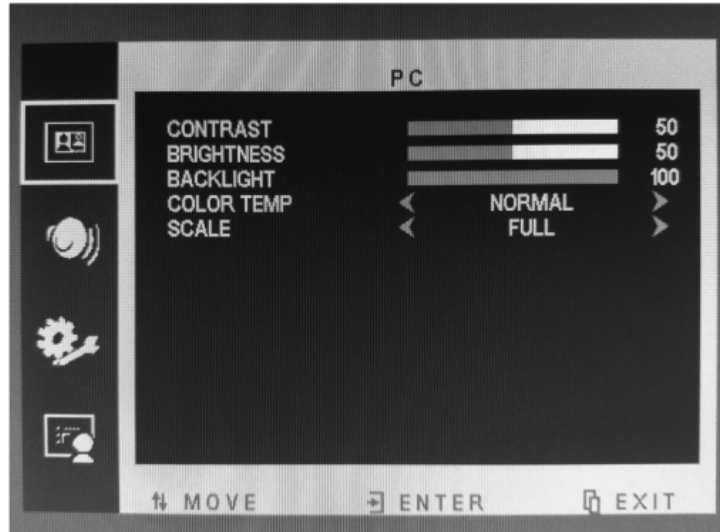 PC
CONTRAST 50
BRIGHTNESS 50
BACKLIGHT 100
COLOR TEMP NORMAL
SCALE FULL
MOVE ENTER EXIT